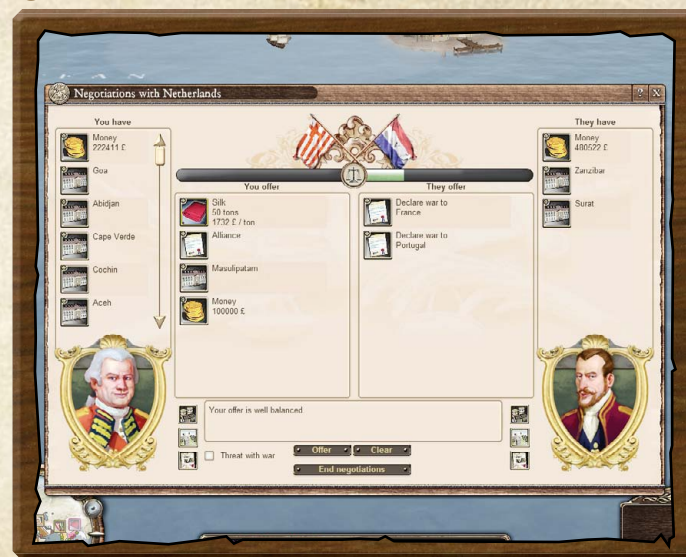 Negotiations with Netherlands
? X
You have
Money
222411 £
Goa
Abidjan
Cape Verde
Cochin
Aceh
You offer
Silk
50 tons
1732 £ / ton
Alliance
Masulipatam
Money
100000 £
They offer
Declare war to
France
Declare war to
Portugal
They have
Money
480522 £
Zanzibar
Surat
Your offer is well balanced
Threat with war
Offer
Clear
End negotiations